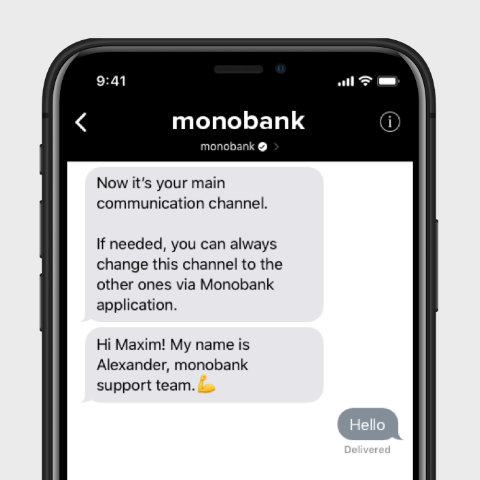 9:41
monobank
monobank
Now it's your main
communication channel.
If needed, you can always
change this channel to the
other ones via Monobank
application.
Hi Maxim! My name is
Alexander, monobank
support team.💪
Hello
Delivered